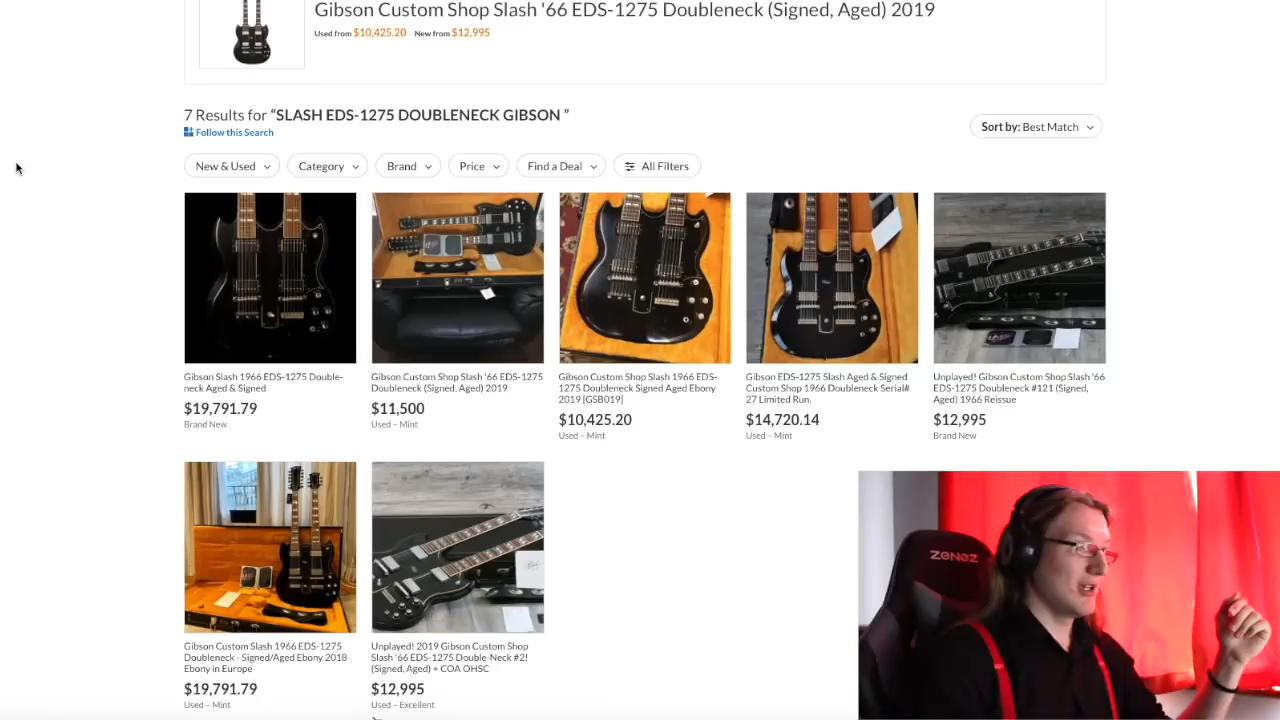 Gibson Custom Shop Slash '66 EDS-1275 Doubleneck (Signed, Aged) 2019
Used from $10,425.20 New from $12,995
7 Results for “SLASH EDS-1275 DOUBLENECK GIBSON ”
Follow this Search
Sort by: Best Match
New & Used
Category
Brand
Price
Find a Deal
All Filters
Gibson Slash 1966 EDS-1275 Double-
neck Aged & Signed
$19,791.79
Brand New
Gibson Custom Shop Slash '66 EDS-1275
Doubleneck (Signed, Aged) 2019
$11,500
Used – Mint
Gibson Custom Shop Slash 1966 EDS-
1275 Doubleneck Signed Aged Ebony
2019 [GSB019]
$10,425.20
Used – Mint
Gibson EDS-1275 Slash Aged & Signed
Custom Shop 1966 Doubleneck Serial#
27 Limited Run.
$14,720.14
Used – Mint
Unplayed! Gibson Custom Shop Slash '66
EDS-1275 Doubleneck #121 (Signed,
Aged) 1966 Reissue
$12,995
Brand New
Gibson Custom Slash 1966 EDS-1275
Doubleneck - Signed/Aged Ebony 2018
Ebony in Europe
$19,791.79
Used – Mint
Unplayed! 2019 Gibson Custom Shop
Slash '66 EDS-1275 Double-Neck #2!
(Signed, Aged) + COA OHSC
$12,995
Used – Excellent
ZENEZ